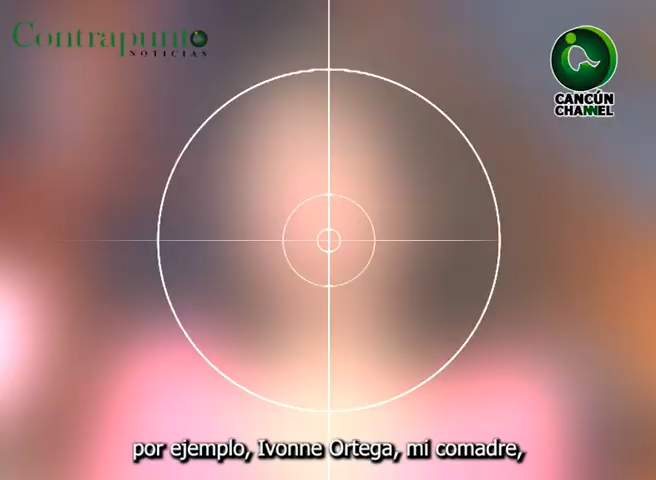 Contrapunto
NOTICIAS
CANCÚN
CHANNEL
por ejemplo, Ivonne Ortega, mi comadre,